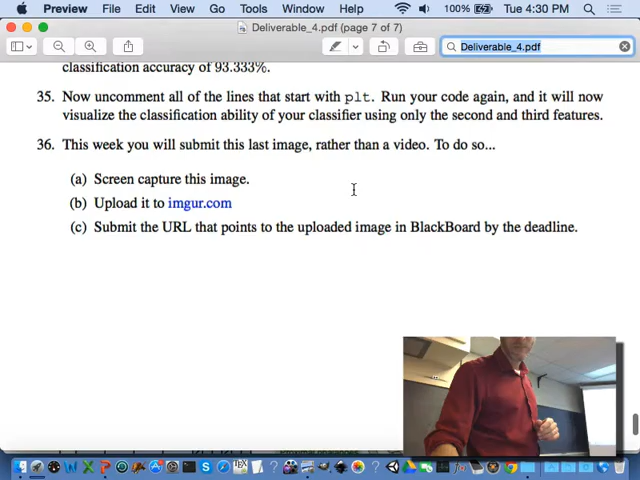 Preview File Edit View Go Tools Window Help 100% Tue 4:30 PM
Deliverable_4.pdf (page 7 of 7)
Deliverable_4.pdf
classification accuracy of 93.333%.
35. Now uncomment all of the lines that start with plt. Run your code again, and it will now
visualize the classification ability of your classifier using only the second and third features.
36. This week you will submit this last image, rather than a video. To do so...
(a) Screen capture this image.
(b) Upload it to imgur.com
(c) Submit the URL that points to the uploaded image in BlackBoard by the deadline.